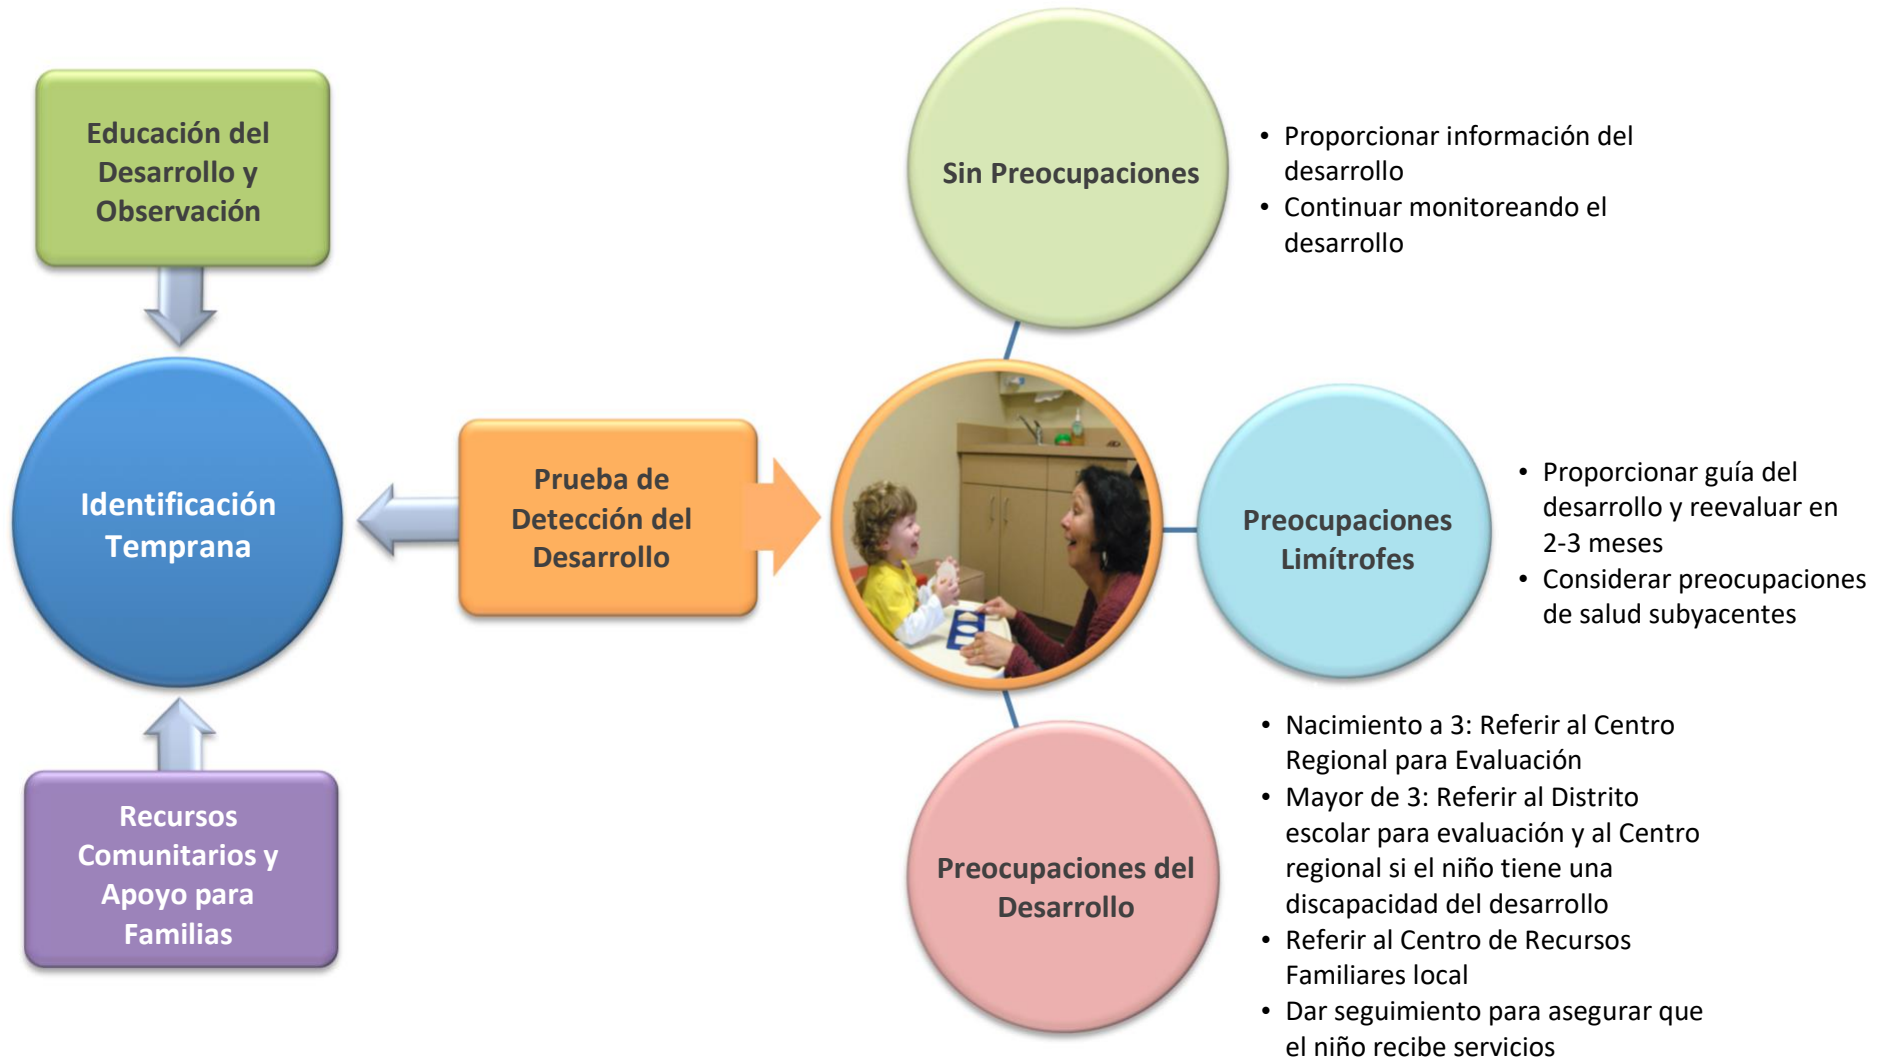 Educación del
Desarrollo y
Observación
Identificación
Temprana
Recursos
Comunitarios y
Apoyo para
Familias
Prueba de
Detección del
Desarrollo
Sin Preocupaciones
• Proporcionar información del
desarrollo
• Continuar monitoreando el
desarrollo
Preocupaciones
Limítrofes
• Proporcionar guía del
desarrollo y reevaluar en
2-3 meses
• Considerar preocupaciones
de salud subyacentes
Preocupaciones del
Desarrollo
• Nacimiento a 3: Referir al Centro
Regional para Evaluación
• Mayor de 3: Referir al Distrito
escolar para evaluación y al Centro
regional si el niño tiene una
discapacidad del desarrollo
• Referir al Centro de Recursos
Familiares local
• Dar seguimiento para asegurar que
el niño recibe servicios